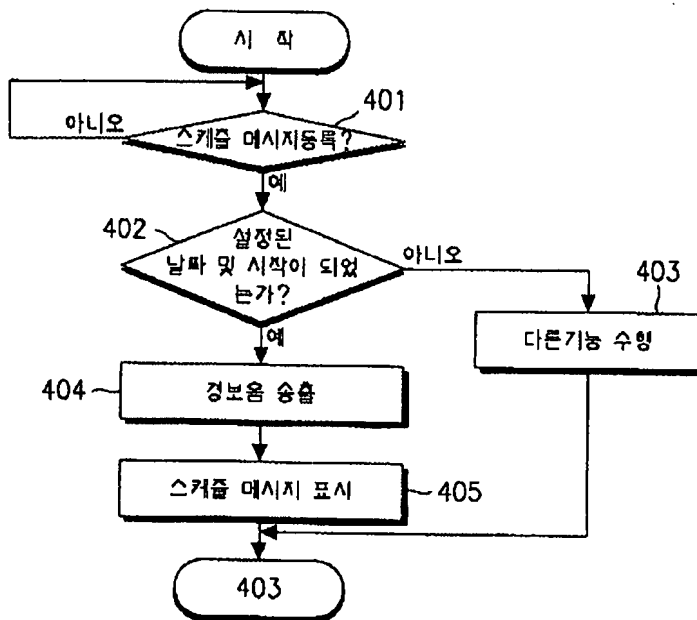 시 작
401
아니오
스케쥴 메시지등록?
예
402
설정된
날짜 및 시작이 되었
는가?
아니오
403
예
다른기능 수행
404
경보음 송출
스케쥴 메시지 표시
405
403